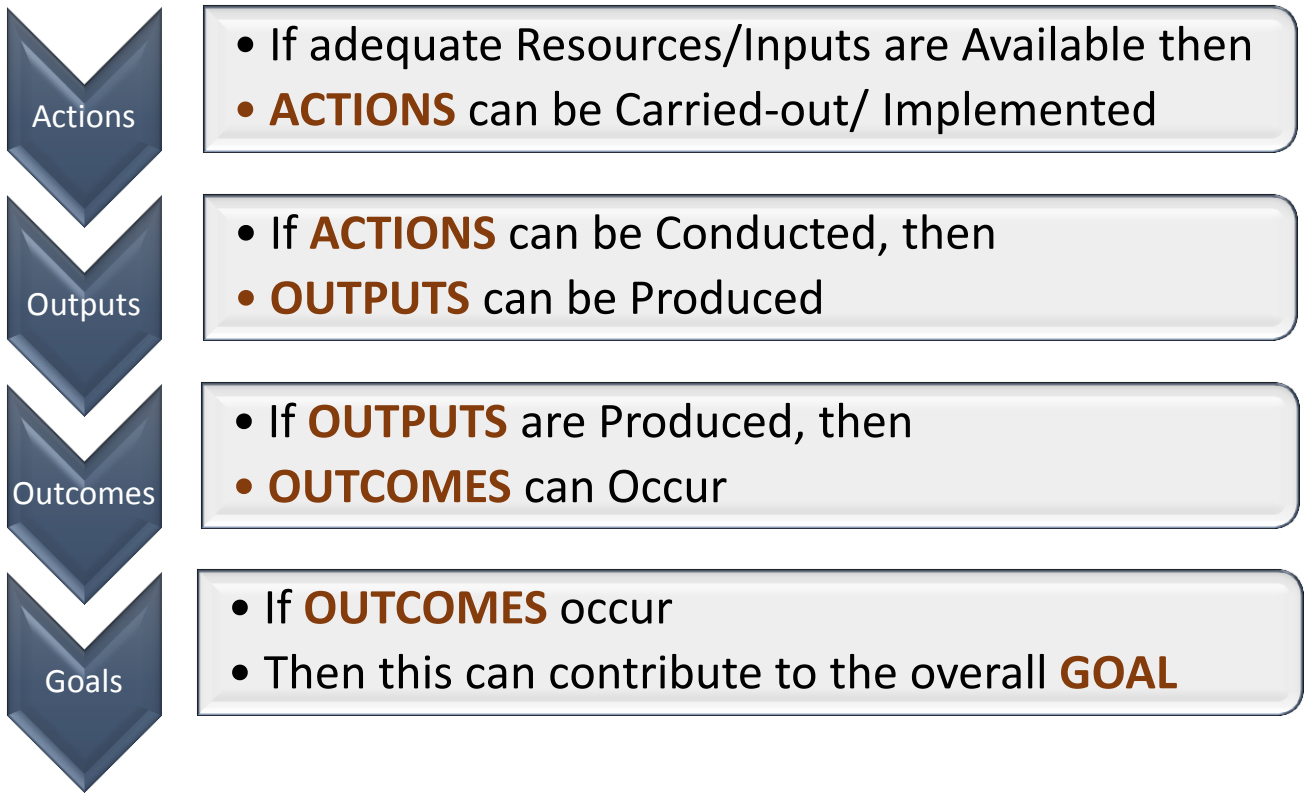 Actions
• If adequate Resources/Inputs are Available then
• ACTIONS can be Carried-out/ Implemented
Outputs
• If ACTIONS can be Conducted, then
• OUTPUTS can be Produced
Outcomes
• If OUTPUTS are Produced, then
• OUTCOMES can Occur
Goals
• If OUTCOMES occur
• Then this can contribute to the overall GOAL